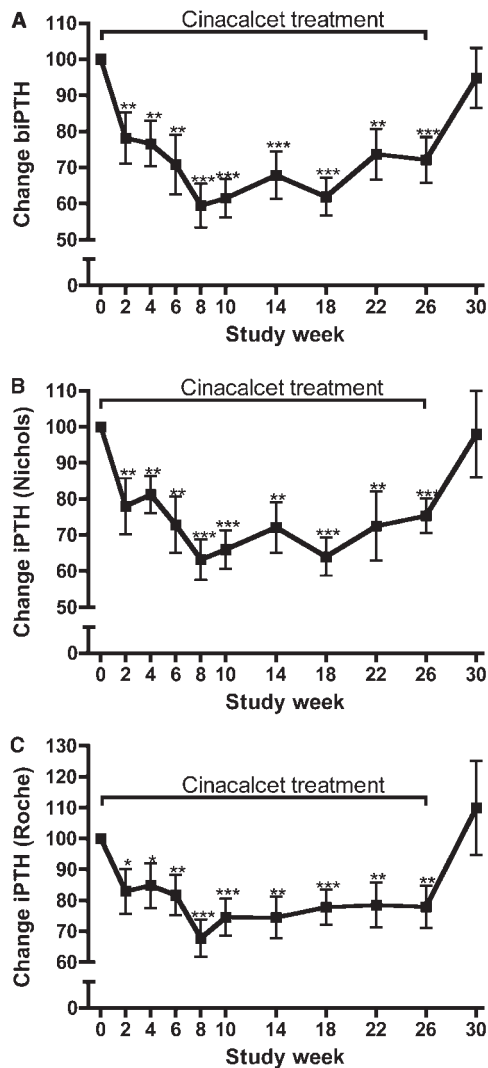 A
Cinacalcet treatment
Change biPTH
110
100
90
80
70
60
50
0
** ** ** *** *** *** *** ** ***
0 2 4 6 8 10 14 18 22 26 30
Study week
B
Cinacalcet treatment
Change iPTH (Nichols)
110
100
90
80
70
60
50
0
** ** ** *** *** ** *** ** ***
0 2 4 6 8 10 14 18 22 26 30
Study week
C
Cinacalcet treatment
Change iPTH (Roche)
130
120
110
100
90
80
70
60
0
* * ** *** *** ** *** ** **
0 2 4 6 8 10 14 18 22 26 30
Study week